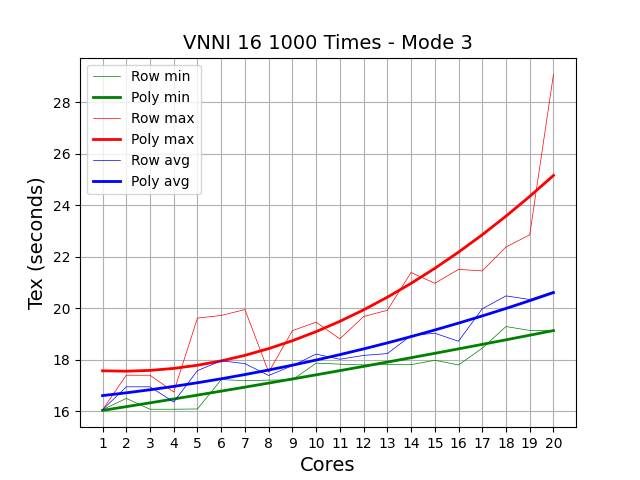 VNNI 16 1000 Times - Mode 3
Row min
Poly min
Row max
Poly max
Row avg
Poly avg
28
26
24
22
20
18
16
Tex (seconds)
1 2 3 4 5 6 7 8 9 10 11 12 13 14 15 16 17 18 19 20
Cores